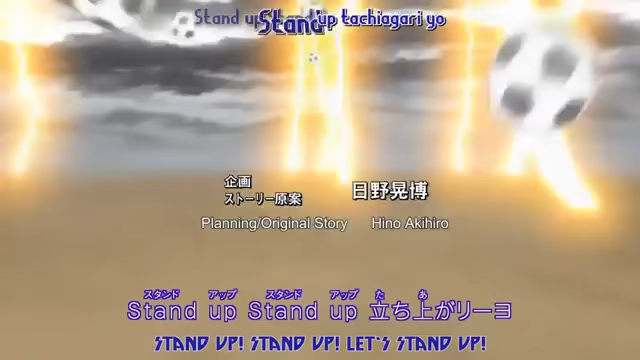 Stand up Stand up tachiagari yo
Stand
企画
ストーリー原案 日野晃博
Planning/Original Story Hino Akihiro
スタンド アップ スタンド アップ た あ
Stand up Stand up 立ち上がリーヨ
STAND UP! STAND UP! LET'S STAND UP!